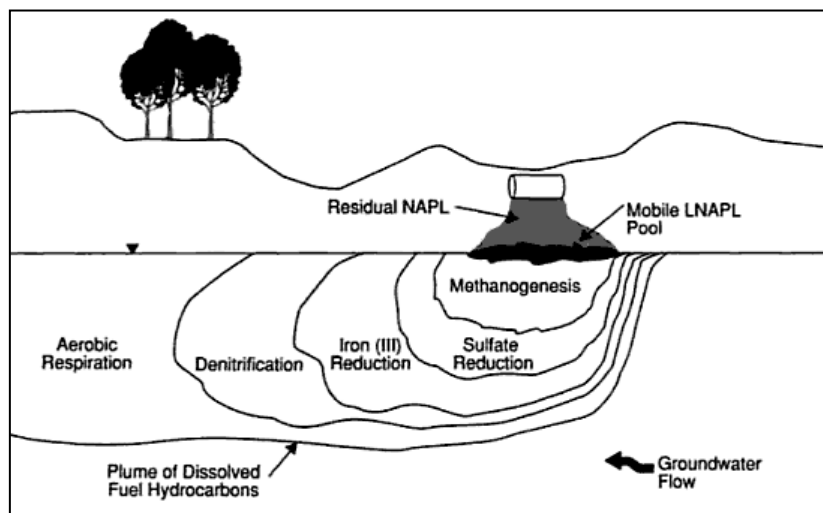 Residual NAPL
Mobile LNAPL
Pool
Methanogenesis
Aerobic
Respiration
Denitrification
Iron (III)
Reduction
Sulfate
Reduction
Plume of Dissolved
Fuel Hydrocarbons
Groundwater
Flow